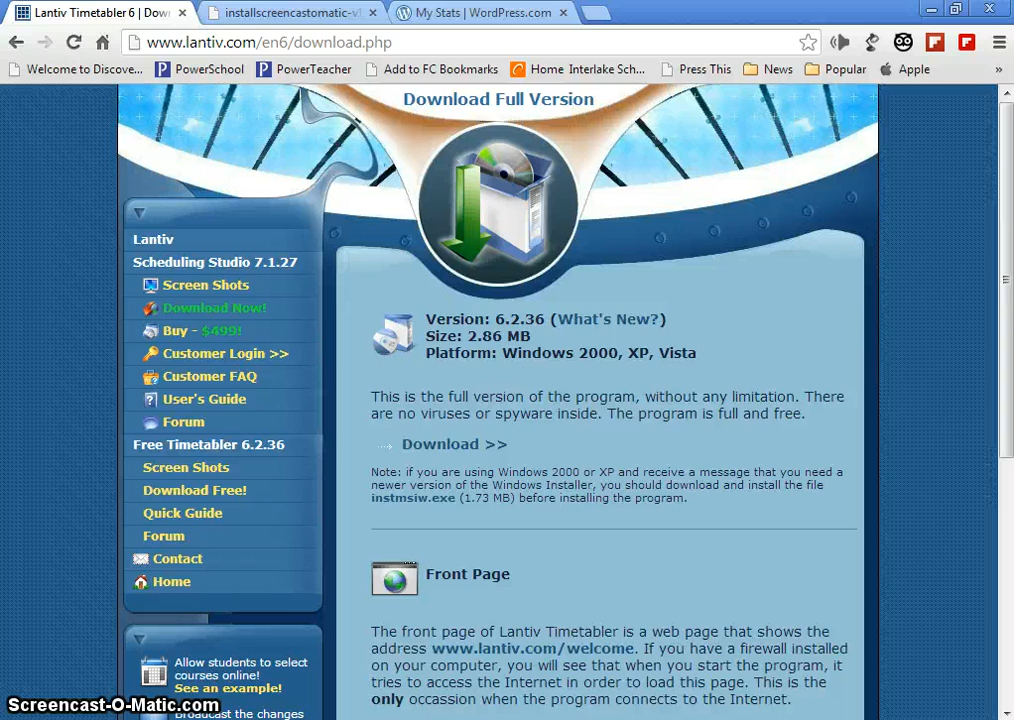 Lantiv Timetabler 6 | Dow
installscreencastomatic-v
My Stats | WordPress.com
www.lantiv.com/en6/download.php
Welcome to Discove...
PowerSchool
PowerTeacher
Add to FC Bookmarks
Home Interlake Sch...
Press This
News
Popular
Apple
»
Download Full Version
Lantiv
Scheduling Studio 7.1.27
Screen Shots
Download Now!
Buy - $499!
Customer Login >>
Customer FAQ
User's Guide
Forum
Free Timetabler 6.2.36
Screen Shots
Download Free!
Quick Guide
Forum
Contact
Home
Allow students to select
courses online!
See an example!
Broadcast the changes
Version: 6.2.36 (What's New?)
Size: 2.86 MB
Platform: Windows 2000, XP, Vista
This is the full version of the program, without any limitation. There
are no viruses or spyware inside. The program is full and free.
Download >>
Note: if you are using Windows 2000 or XP and receive a message that you need a
newer version of the Windows Installer, you should download and install the file
instmsiw.exe (1.73 MB) before installing the program.
Front Page
The front page of Lantiv Timetabler is a web page that shows the
address www.lantiv.com/welcome. If you have a firewall installed
on your computer, you will see that when you start the program, it
tries to access the Internet in order to load this page. This is the
only occassion when the program connects to the Internet.
Screencast-O-Matic.com